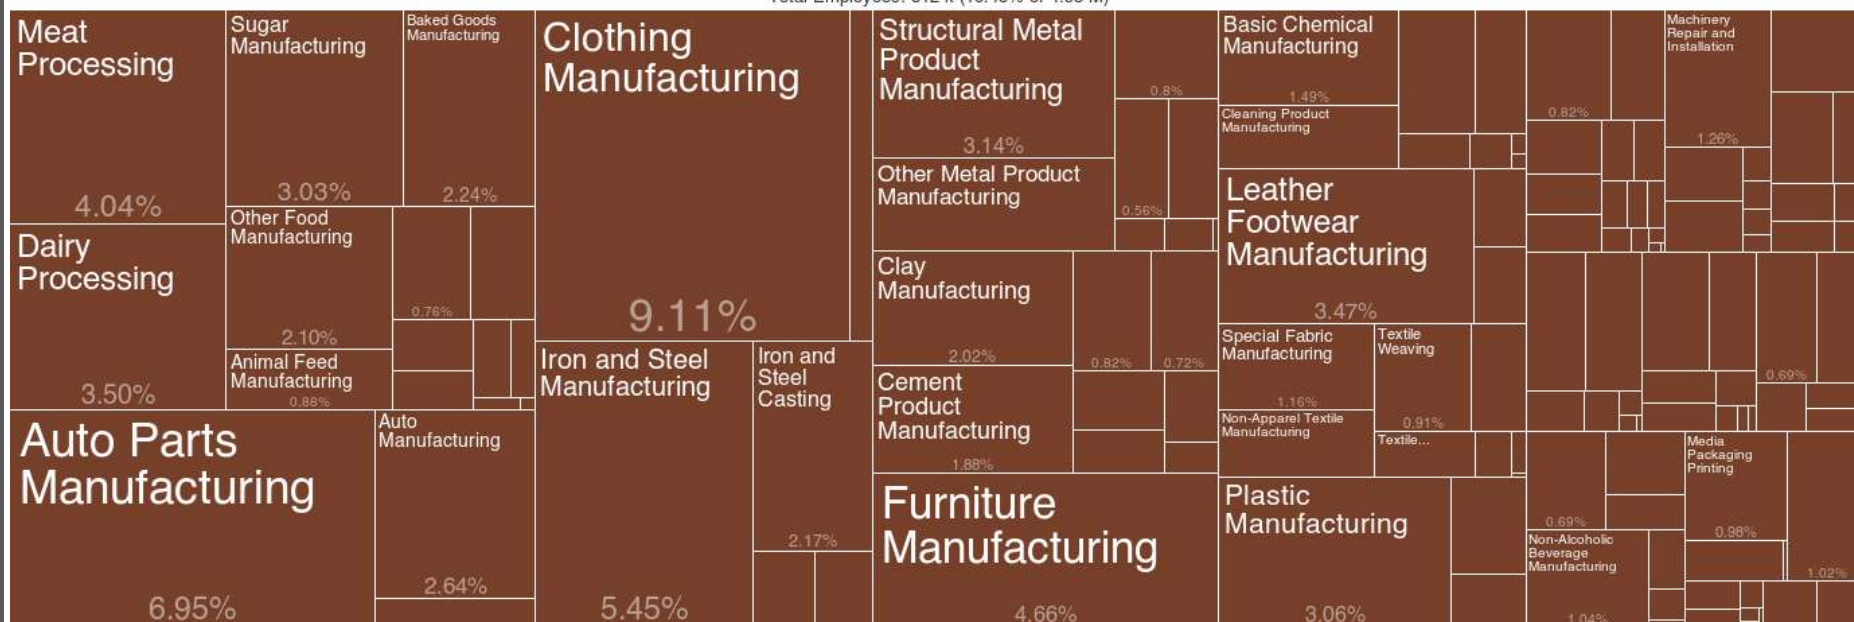 Meat
Processing
4.04%
Sugar
Manufacturing
3.03%
Baked Goods
Manufacturing
2.24%
Dairy
Processing
3.50%
Other Food
Manufacturing
2.10%
0.76%
Animal Feed
Manufacturing
0.88%
Auto Parts
Manufacturing
6.95%
Auto
Manufacturing
2.64%
Clothing
Manufacturing
9.11%
Iron and Steel
Manufacturing
5.45%
Iron and
Steel
Casting
2.17%
Structural Metal
Product
Manufacturing
3.14%
0.8%
Other Metal Product
Manufacturing
0.56%
Clay
Manufacturing
2.02%
0.82%
0.72%
Cement
Product
Manufacturing
1.88%
Furniture
Manufacturing
4.66%
Basic Chemical
Manufacturing
1.49%
Cleaning Product
Manufacturing
Leather
Footwear
Manufacturing
3.47%
Special Fabric
Manufacturing
1.16%
Textile
Weaving
0.91%
Non-Apparel Textile
Manufacturing
Textile...
Plastic
Manufacturing
3.06%
0.82%
Machinery
Repair and
Installation
1.26%
0.69%
0.69%
Media
Packaging
Printing
0.98%
1.02%
Non-Alcoholic
Beverage
Manufacturing
1.04%